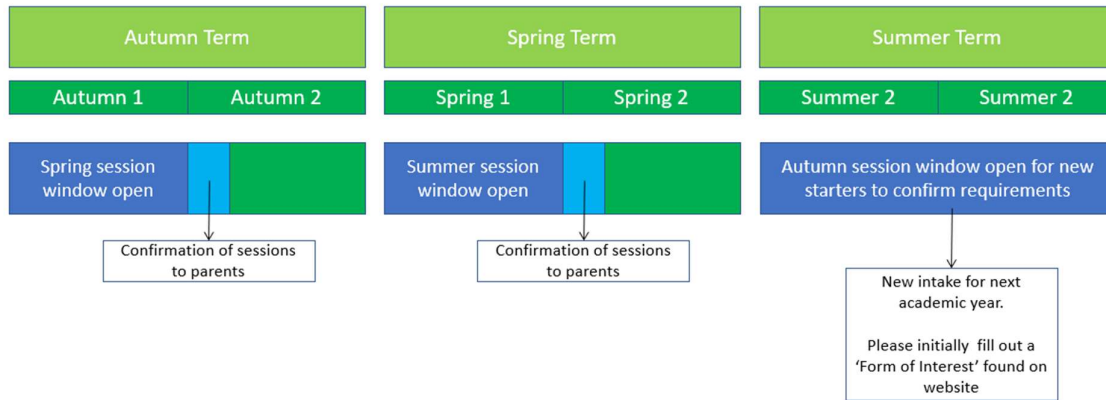 Autumn Term
Spring Term
Summer Term
Autumn 1
Autumn 2
Spring 1
Spring 2
Summer 2
Summer 2
Spring session
window open
Summer session
window open
Autumn session window open for new
starters to confirm requirements
Confirmation of sessions
to parents
Confirmation of sessions
to parents
New intake for next
academic year.
Please initially fill out a
‘Form of Interest’ found on
website